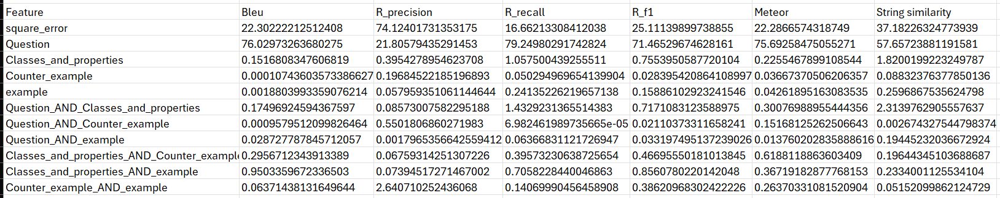 Feature Bleu R_precision R_recall R_f1 Meteor String similarity
square_error 22.30222212512408 74.12401731353175 16.66213308412038 25.11139899738855 22.2866574318749 37.18226324773939
Question 76.02973263680275 21.80579435291453 79.24980291742824 71.46529674628161 75.69258475055271 57.65723881191581
Classes_and_properties 0.1516808347606819 0.3954278954623708 1.057500439255511 0.7553950587720104 0.2255467899108544 1.8200199223249787
Counter_example 0.00010743603573386627 0.19684522185196893 0.050294969654139904 0.028395420864108997 0.03667370506206357 0.08832376377850136
example 0.0018803993359076214 0.057959351061144644 0.241352262196571​38 0.15886102923241546 0.04261895163083535 0.2596867535624798
Question_AND_Classes_and_properties 0.17496924594367597 0.08573007582295188 1.4329231365514383 0.7171083123588975 0.30076988955444356 2.3139762905557637
Question_AND_Counter_example 0.0009579512099826464 0.5501806860271983 6.982461989735665e-05 0.02110373311658241 0.15168125262506643 0.002674327544798374
Question_AND_example 0.028727787845712057 0.0017965356642559412 0.06366831121726947 0.033197495137239026 0.013760202835888616 0.19445232036672924
Classes_and_properties_AND_Counter_example 0.2956712343913389 0.06759314251307226 0.39573230638725654 0.46695550181013845 0.6188118863603409 0.19644345103688687
Classes_and_properties_AND_example 0.9503359672336503 0.07394517271467002 0.7058228440046863 0.8560780220142048 0.36719182877768153 0.2334001125534104
Counter_example_AND_example 0.06371438131649644 2.640710252436068 0.14069990456458908 0.38620968302422226 0.26370331081520904 0.05152099862124729